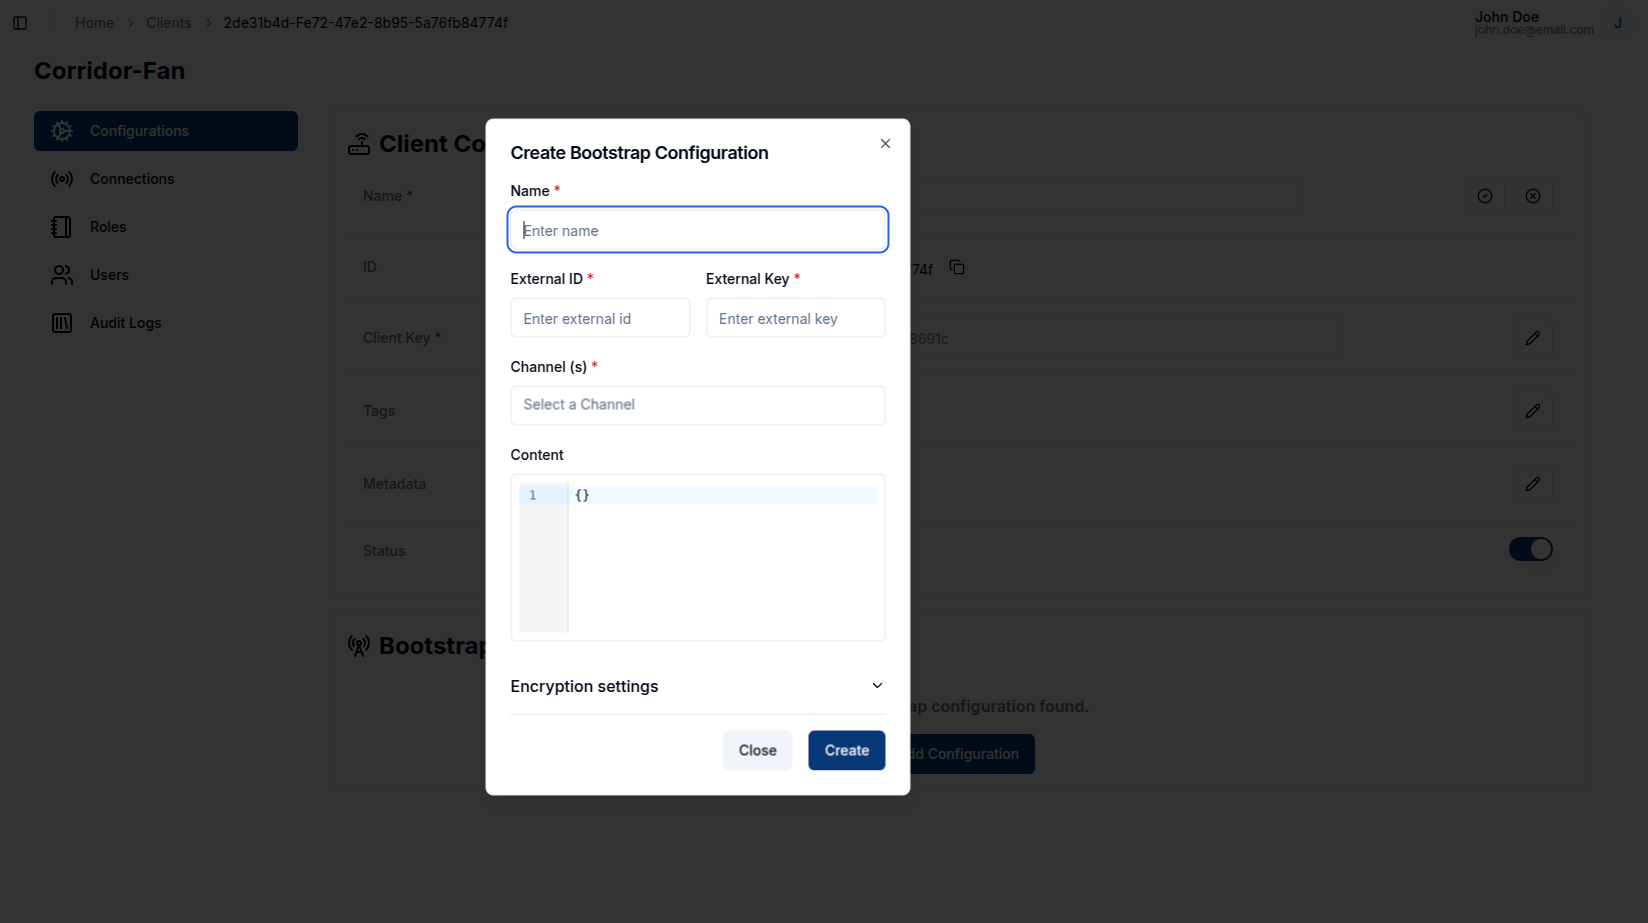 Home > Clients > 2de31b4d-Fe72-47e2-8b95-5a76fb84774f
John Doe
john.doe@email.com
J
Corridor-Fan
Configurations
Connections
Roles
Users
Audit Logs
Client Co
Name *
ID
74f
Client Key *
8691c
Tags
Metadata
Status
Bootstrap
ap configuration found.
dd Configuration
Create Bootstrap Configuration
Name *
Enter name
External ID * External Key *
Enter external id Enter external key
Channel (s) *
Select a Channel
Content
1 {}
Encryption settings
Close Create